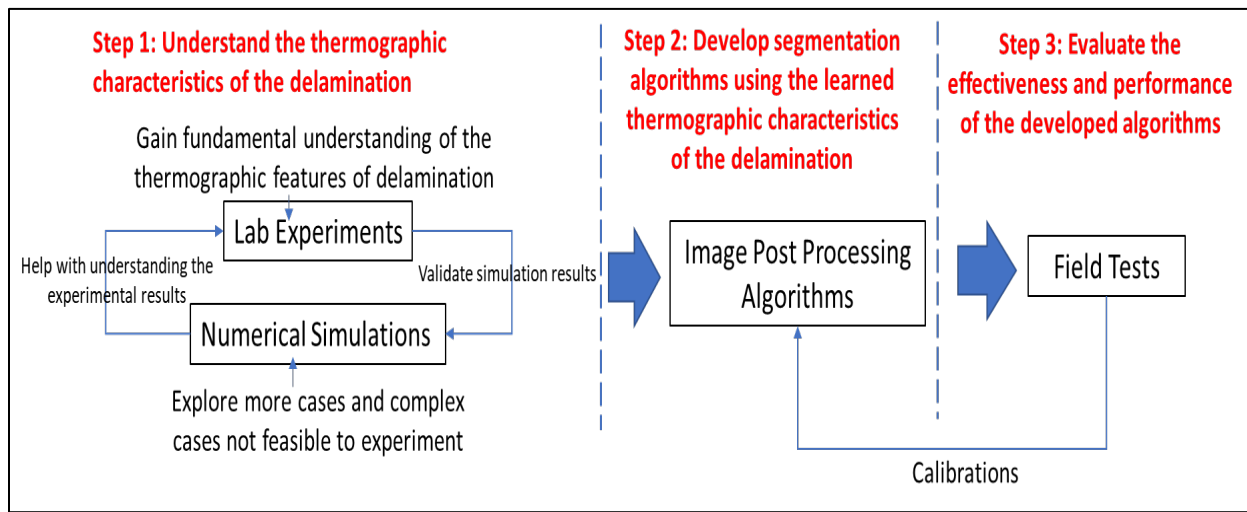 Step 1: Understand the thermographic
characteristics of the delamination
Gain fundamental understanding of the
thermographic features of delamination
Lab Experiments
Help with understanding the
experimental results
Validate simulation results
Numerical Simulations
Explore more cases and complex
cases not feasible to experiment
Step 2: Develop segmentation
algorithms using the learned
thermographic characteristics
of the delamination
Image Post Processing
Algorithms
Step 3: Evaluate the
effectiveness and performance
of the developed algorithms
Field Tests
Calibrations